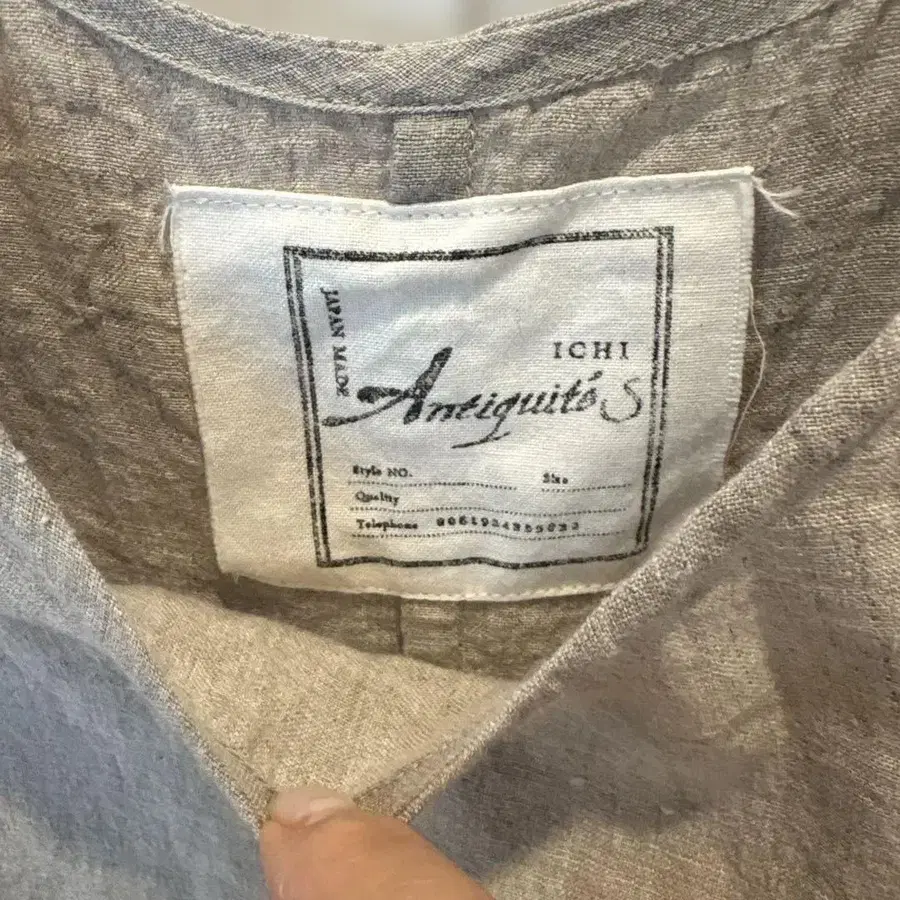 JAPAN MADE
ICHI
AntiquitéS
Style NO.
Size
Quality
Telephone